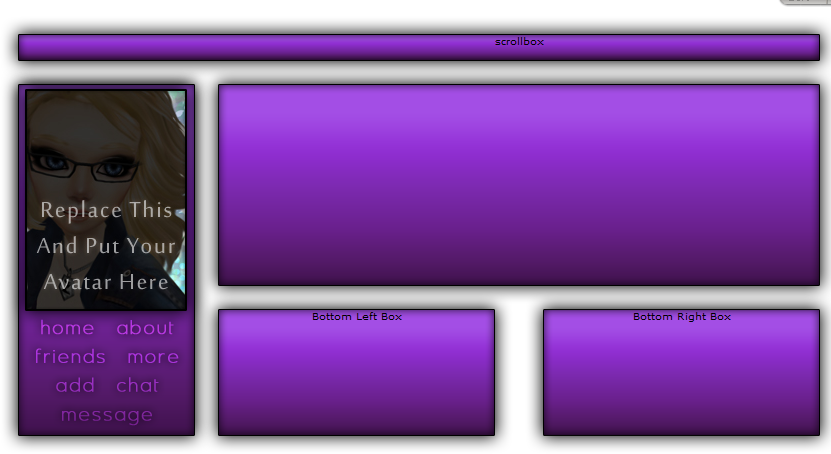 scrollbox
Replace This
And Put Your
Avatar Here
home about
friends more
add chat
message
Bottom Left Box
Bottom Right Box